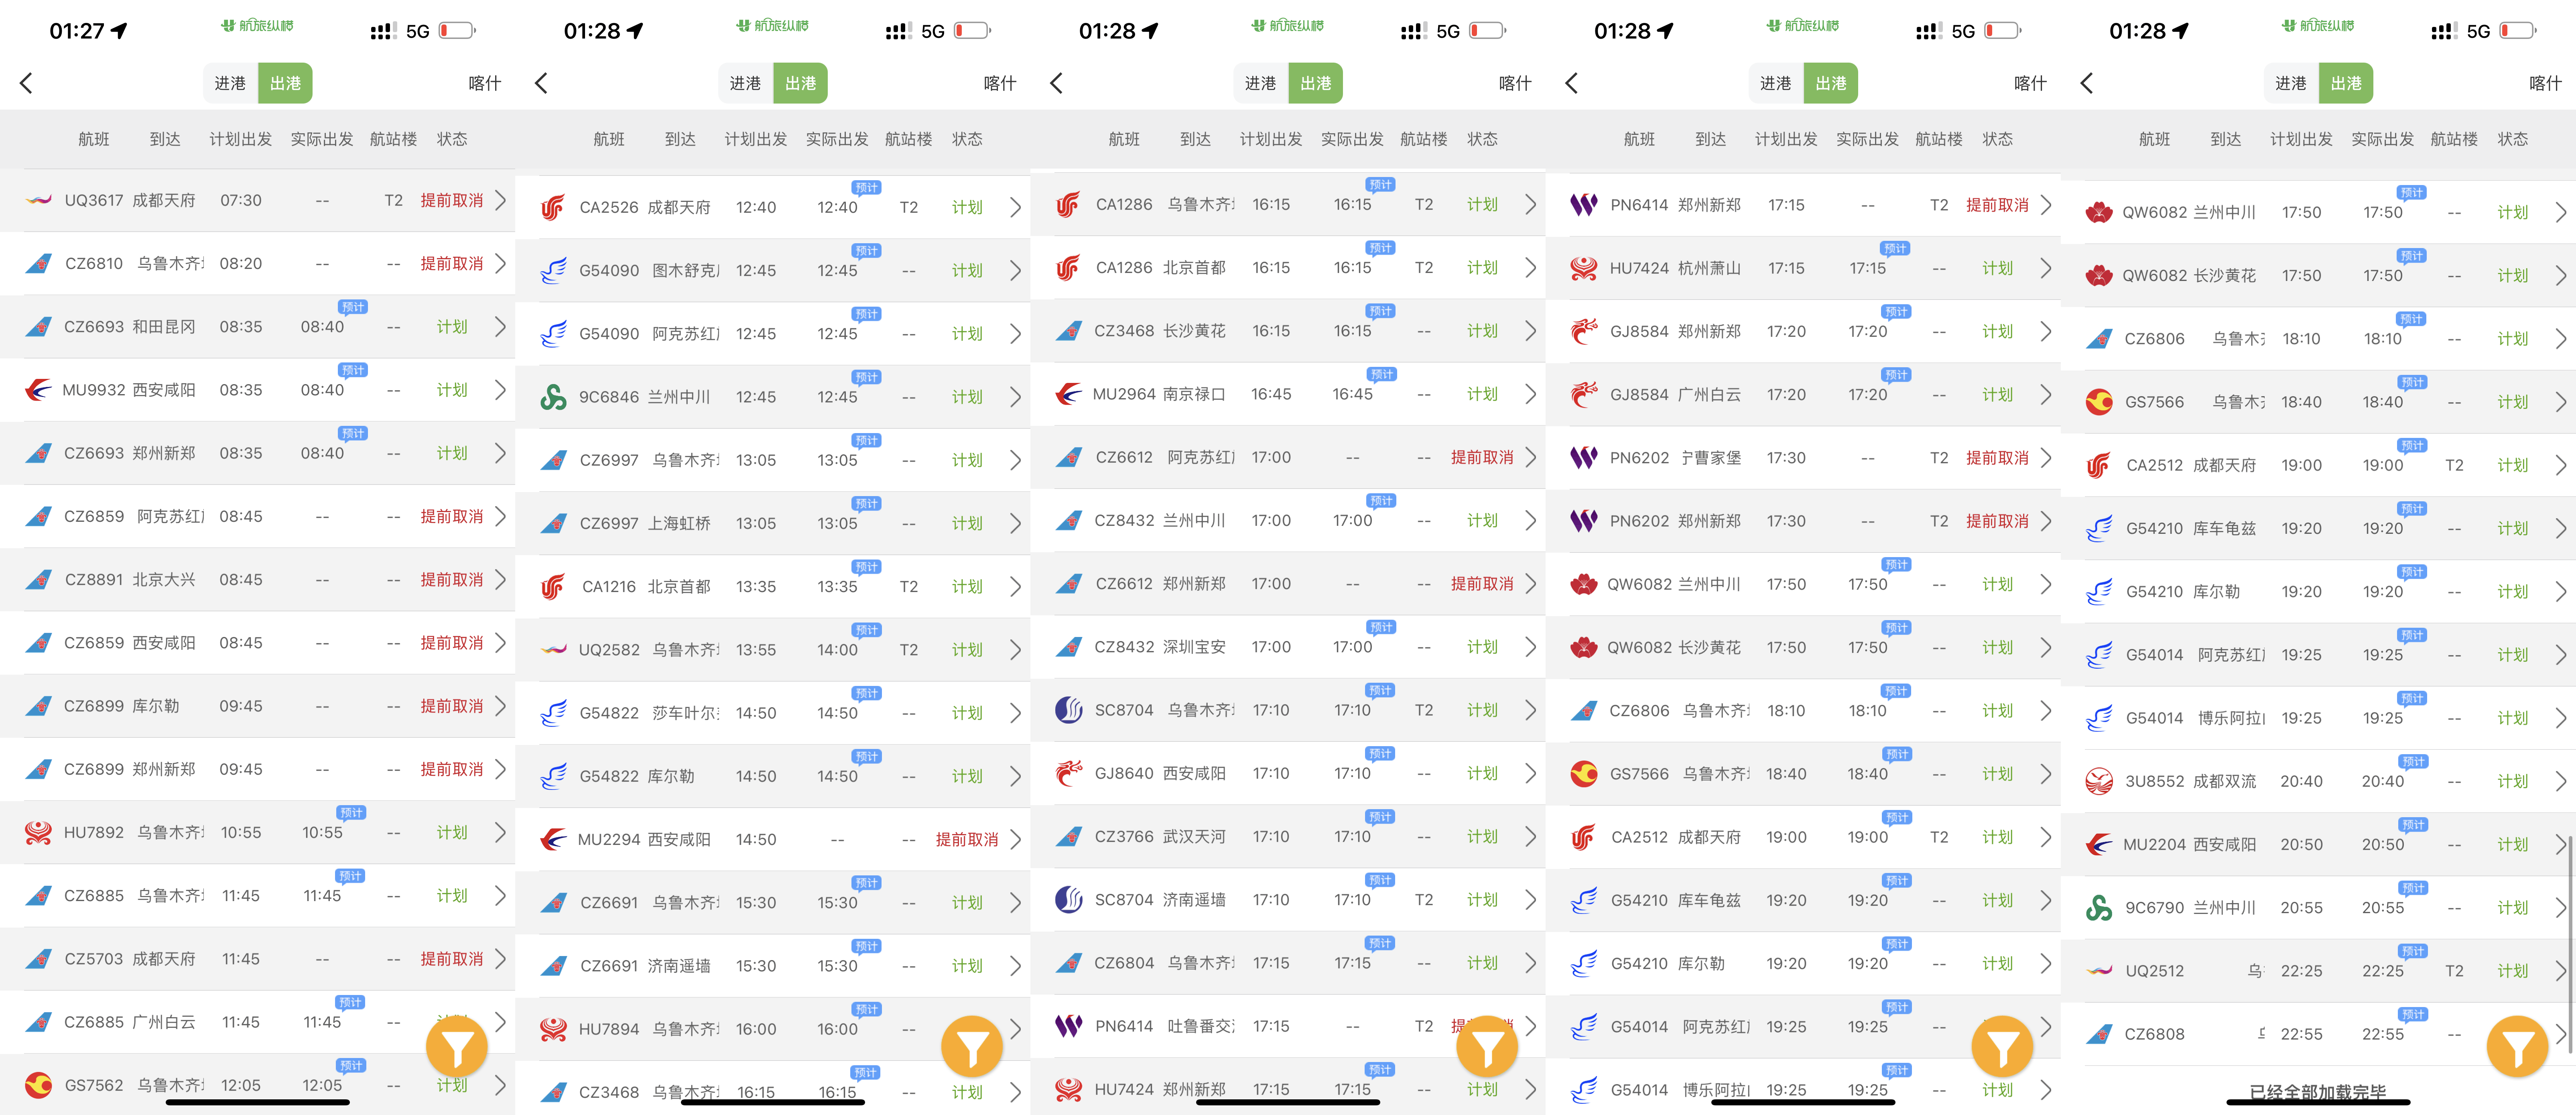 01:27
航旅纵横
5G
进港 出港 喀什
航班 到达 计划出发 实际出发 航站楼 状态
UQ3617 成都天府 07:30 -- T2 提前取消
CZ6810 乌鲁木齐 08:20 -- -- 提前取消
预计
CZ6693 和田昆冈 08:35 08:40 -- 计划
预计
MU9932 西安咸阳 08:35 08:40 -- 计划
预计
CZ6693 郑州新郑 08:35 08:40 -- 计划
CZ6859 阿克苏红 08:45 -- -- 提前取消
CZ8891 北京大兴 08:45 -- -- 提前取消
CZ6859 西安咸阳 08:45 -- -- 提前取消
CZ6899 库尔勒 09:45 -- -- 提前取消
CZ6899 郑州新郑 09:45 -- -- 提前取消
预计
HU7892 乌鲁木齐 10:55 10:55 -- 计划
预计
CZ6885 乌鲁木齐 11:45 11:45 -- 计划
CZ5703 成都天府 11:45 -- -- 提前取消
预计
CZ6885 广州白云 11:45 11:45 --
预计
GS7562 乌鲁木齐 12:05 12:05 -- 计划
01:28
航旅纵横
5G
进港 出港 喀什
航班 到达 计划出发 实际出发 航站楼 状态
预计
CA2526 成都天府 12:40 12:40 T2 计划
预计
G54090 图木舒克 12:45 12:45 -- 计划
预计
G54090 阿克苏红 12:45 12:45 -- 计划
预计
9C6846 兰州中川 12:45 12:45 -- 计划
预计
CZ6997 乌鲁木齐 13:05 13:05 -- 计划
预计
CZ6997 上海虹桥 13:05 13:05 -- 计划
预计
CA1216 北京首都 13:35 13:35 T2 计划
预计
UQ2582 乌鲁木齐 13:55 14:00 T2 计划
预计
G54822 莎车叶尔 14:50 14:50 -- 计划
预计
G54822 库尔勒 14:50 14:50 -- 计划
MU2294 西安咸阳 14:50 -- -- 提前取消
预计
CZ6691 乌鲁木齐 15:30 15:30 -- 计划
预计
CZ6691 济南遥墙 15:30 15:30 -- 计划
预计
HU7894 乌鲁木齐 16:00 16:00 --
预计
CZ3468 乌鲁木齐 16:15 16:15 -- 计划
01:28
航旅纵横
5G
进港 出港 喀什
航班 到达 计划出发 实际出发 航站楼 状态
预计
CA1286 乌鲁木齐 16:15 16:15 T2 计划
预计
CA1286 北京首都 16:15 16:15 T2 计划
预计
CZ3468 长沙黄花 16:15 16:15 -- 计划
预计
MU2964 南京禄口 16:45 16:45 -- 计划
CZ6612 阿克苏红 17:00 -- -- 提前取消
预计
CZ8432 兰州中川 17:00 17:00 -- 计划
CZ6612 郑州新郑 17:00 -- -- 提前取消
预计
CZ8432 深圳宝安 17:00 17:00 -- 计划
预计
SC8704 乌鲁木齐 17:10 17:10 T2 计划
预计
GJ8640 西安咸阳 17:10 17:10 -- 计划
预计
CZ3766 武汉天河 17:10 17:10 -- 计划
预计
SC8704 济南遥墙 17:10 17:10 T2 计划
预计
CZ6804 乌鲁木齐 17:15 17:15 -- 计划
PN6414 吐鲁番交 17:15 -- T2 提
预计
HU7424 郑州新郑 17:15 17:15 -- 计划
01:28
航旅纵横
5G
进港 出港 喀什
航班 到达 计划出发 实际出发 航站楼 状态
PN6414 郑州新郑 17:15 -- T2 提前取消
预计
HU7424 杭州萧山 17:15 17:15 -- 计划
预计
GJ8584 郑州新郑 17:20 17:20 -- 计划
预计
GJ8584 广州白云 17:20 17:20 -- 计划
PN6202 曹家堡 17:30 -- T2 提前取消
PN6202 郑州新郑 17:30 -- T2 提前取消
预计
QW6082 兰州中川 17:50 17:50 -- 计划
预计
QW6082 长沙黄花 17:50 17:50 -- 计划
预计
CZ6806 乌鲁木齐 18:10 18:10 -- 计划
预计
GS7566 乌鲁木齐 18:40 18:40 -- 计划
预计
CA2512 成都天府 19:00 19:00 T2 计划
预计
G54210 库车龟兹 19:20 19:20 -- 计划
预计
G54210 库尔勒 19:20 19:20 -- 计划
预计
G54014 阿克苏红 19:25 19:25 --
预计
G54014 博乐阿拉 19:25 19:25 -- 计划
01:28
航旅纵横
5G
进港 出港 喀什
航班 到达 计划出发 实际出发 航站楼 状态
预计
QW6082 兰州中川 17:50 17:50 -- 计划
预计
QW6082 长沙黄花 17:50 17:50 -- 计划
预计
CZ6806 乌鲁木 18:10 18:10 -- 计划
预计
GS7566 乌鲁木 18:40 18:40 -- 计划
预计
CA2512 成都天府 19:00 19:00 T2 计划
预计
G54210 库车龟兹 19:20 19:20 -- 计划
预计
G54210 库尔勒 19:20 19:20 -- 计划
预计
G54014 阿克苏红 19:25 19:25 -- 计划
预计
G54014 博乐阿拉 19:25 19:25 -- 计划
预计
3U8552 成都双流 20:40 20:40 -- 计划
预计
MU2204 西安咸阳 20:50 20:50 -- 计划
预计
9C6790 兰州中川 20:55 20:55 -- 计划
预计
UQ2512 乌 22:25 22:25 T2 计划
预计
CZ6808 22:55 22:55 --
已经全部加载完毕